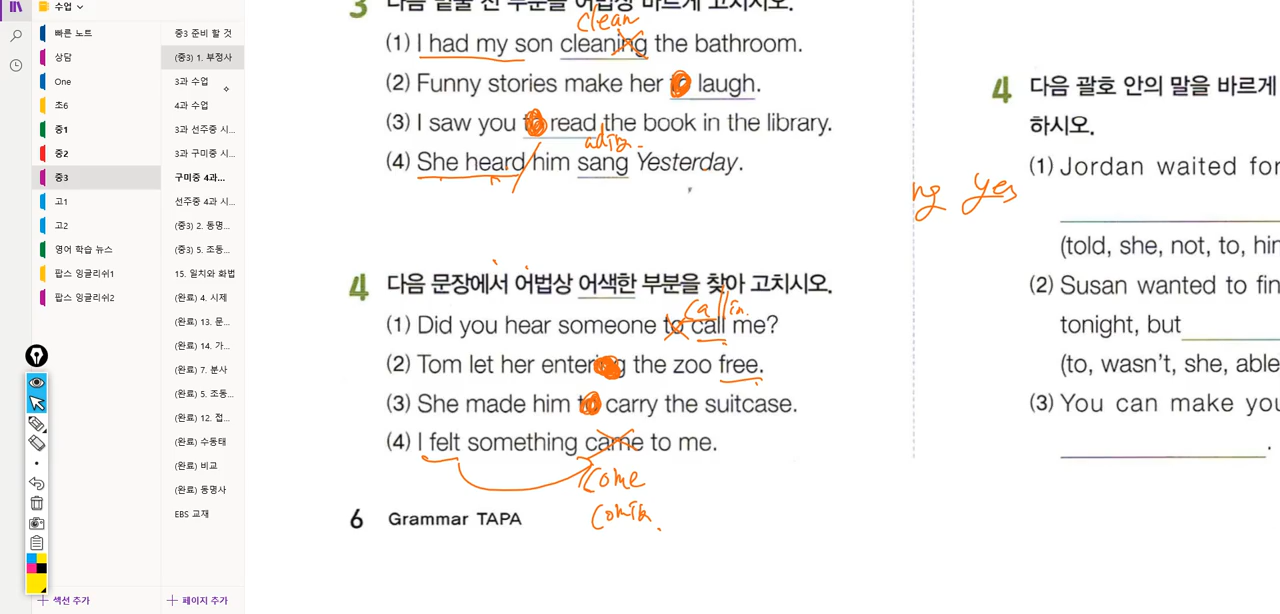 수업
빠른 노트
상담
One
초6
중1
중2
중3
고1
고2
영어 학습 뉴스
팝스 잉글리쉬1
팝스 잉글리쉬2
섹션 추가
중3 준비 할 것
(중3) 1. 부정사
3과 수업
4과 수업
3과 선주중 시...
3과 구미중 시...
구미중 4과...
선주중 4과 시...
(중3) 2. 동명...
(중3) 5. 조동...
15. 일치와 화법
(완료) 4. 시제
(완료) 13. 문...
(완료) 14. 가...
(완료) 7. 분사
(완료) 5. 조동...
(완료) 12. 접...
(완료) 수동태
(완료) 비교
(완료) 동명사
EBS 교재
페이지 추가
3 다음 밑줄 친 부분을 어법상 바르게 고치시오.
clean
(1) I had my son cleaning the bathroom.
(2) Funny stories make her to laugh.
(3) I saw you to read the book in the library.
(4) She heard him sang Yesterday.
4 다음 문장에서 어법상 어색한 부분을 찾아 고치시오.
(1) Did you hear someone to call me?
(2) Tom let her entering the zoo free.
(3) She made him to carry the suitcase.
(4) I felt something came to me.
come
6 Grammar TAPA
ng yes
4 다음 괄호 안의 말을 바르게
하시오.
(1) Jordan waited for
(told, she, not, to, him
(2) Susan wanted to fin
tonight, but
(to, wasn't, she, able
(3) You can make you